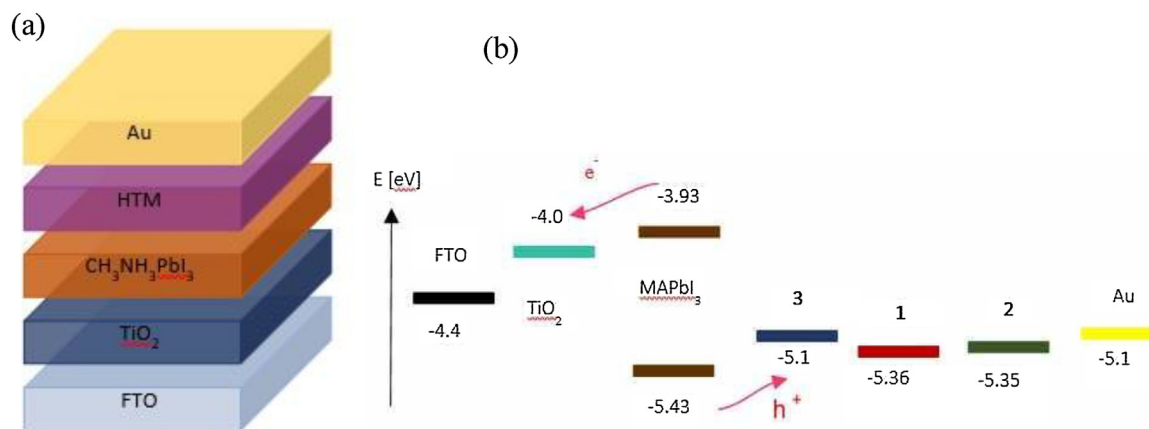 (a)
Au
HTM
CH₃NH₃PbI₃
TiO₂
FTO
(b)
E [eV]
e⁻
-3.93
-4.0
FTO
MAPbI₃
TiO₂
-4.4
3
1
2
Au
-5.1
-5.36
-5.35
-5.1
-5.43
h⁺